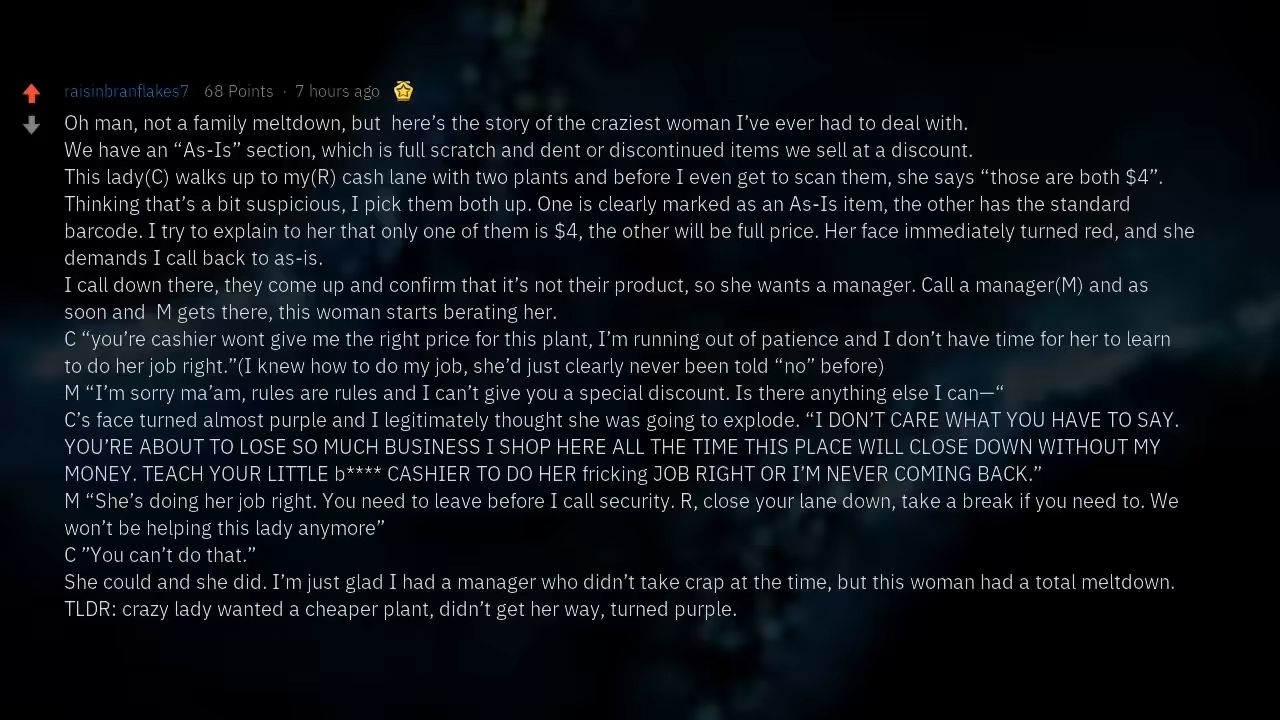 raisinbranflakes7 68 Points · 7 hours ago
Oh man, not a family meltdown, but  here’s the story of the craziest woman I’ve ever had to deal with.
We have an “As-Is” section, which is full scratch and dent or discontinued items we sell at a discount.
This lady(C) walks up to my(R) cash lane with two plants and before I even get to scan them, she says “those are both $4”.
Thinking that’s a bit suspicious, I pick them both up. One is clearly marked as an As-Is item, the other has the standard
barcode. I try to explain to her that only one of them is $4, the other will be full price. Her face immediately turned red, and she
demands I call back to as-is.
I call down there, they come up and confirm that it’s not their product, so she wants a manager. Call a manager(M) and as
soon and  M gets there, this woman starts berating her.
C “you’re cashier wont give me the right price for this plant, I’m running out of patience and I don’t have time for her to learn
to do her job right.”(I knew how to do my job, she’d just clearly never been told “no” before)
M “I’m sorry ma’am, rules are rules and I can’t give you a special discount. Is there anything else I can—“
C’s face turned almost purple and I legitimately thought she was going to explode. “I DON’T CARE WHAT YOU HAVE TO SAY.
YOU’RE ABOUT TO LOSE SO MUCH BUSINESS I SHOP HERE ALL THE TIME THIS PLACE WILL CLOSE DOWN WITHOUT MY
MONEY. TEACH YOUR LITTLE b**** CASHIER TO DO HER fricking JOB RIGHT OR I’M NEVER COMING BACK.”
M “She’s doing her job right. You need to leave before I call security. R, close your lane down, take a break if you need to. We
won’t be helping this lady anymore”
C ”You can’t do that.”
She could and she did. I’m just glad I had a manager who didn’t take crap at the time, but this woman had a total meltdown.
TLDR: crazy lady wanted a cheaper plant, didn’t get her way, turned purple.